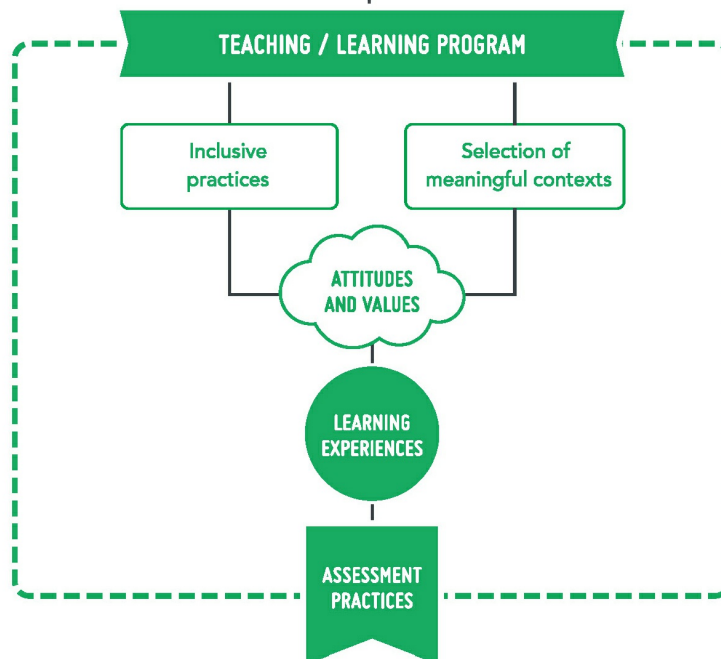 TEACHING / LEARNING PROGRAM
Inclusive
practices
Selection of
meaningful contexts
ATTITUDES
AND VALUES
LEARNING
EXPERIENCES
ASSESSMENT
PRACTICES